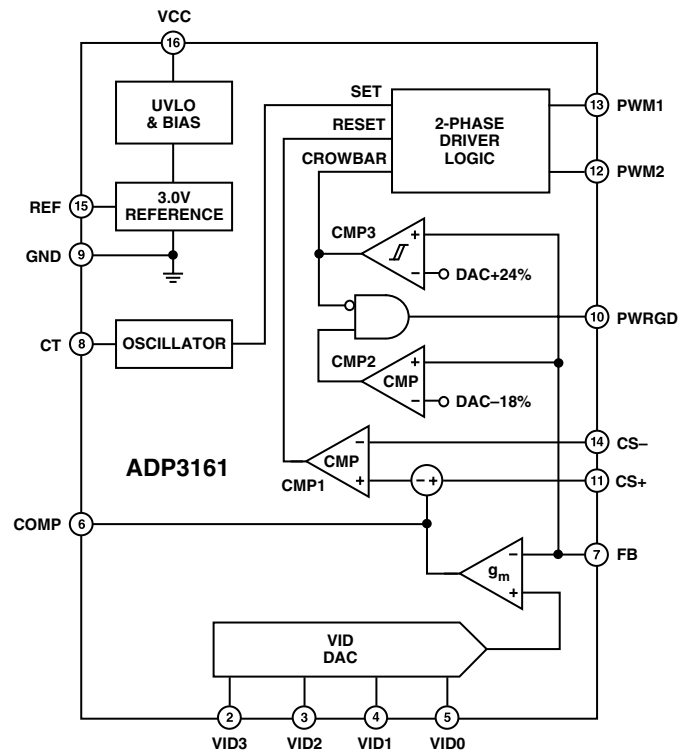 VCC
16
UVLO
& BIAS
SET
RESET
CROWBAR
2-PHASE
DRIVER
LOGIC
13
PWM1
12
PWM2
REF
15
3.0V
REFERENCE
GND
9
CMP3
+
–
DAC+24%
CT
8
OSCILLATOR
10
PWRGD
CMP2
CMP
+
–
DAC–18%
ADP3161
CMP
CMP1
–
+
– +
14
CS–
11
CS+
COMP
6
gm
–
+
7
FB
VID
DAC
2
3
4
5
VID3
VID2
VID1
VID0